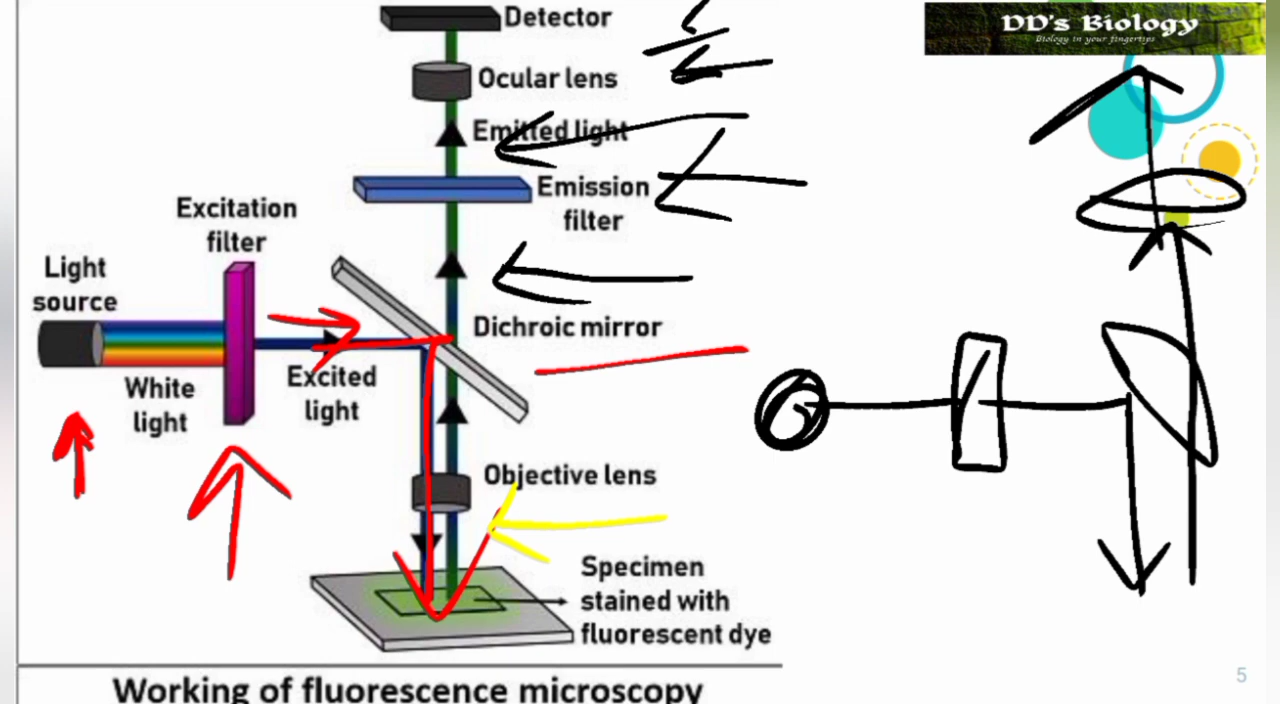 DD's Biology
Biology in your fingertips
Detector
Ocular lens
Emitted light
Emission
filter
Excitation
filter
Light
source
Dichroic mirror
White
light
Excited
light
Objective lens
Specimen
stained with
fluorescent dye
Working of fluorescence microscopy
5